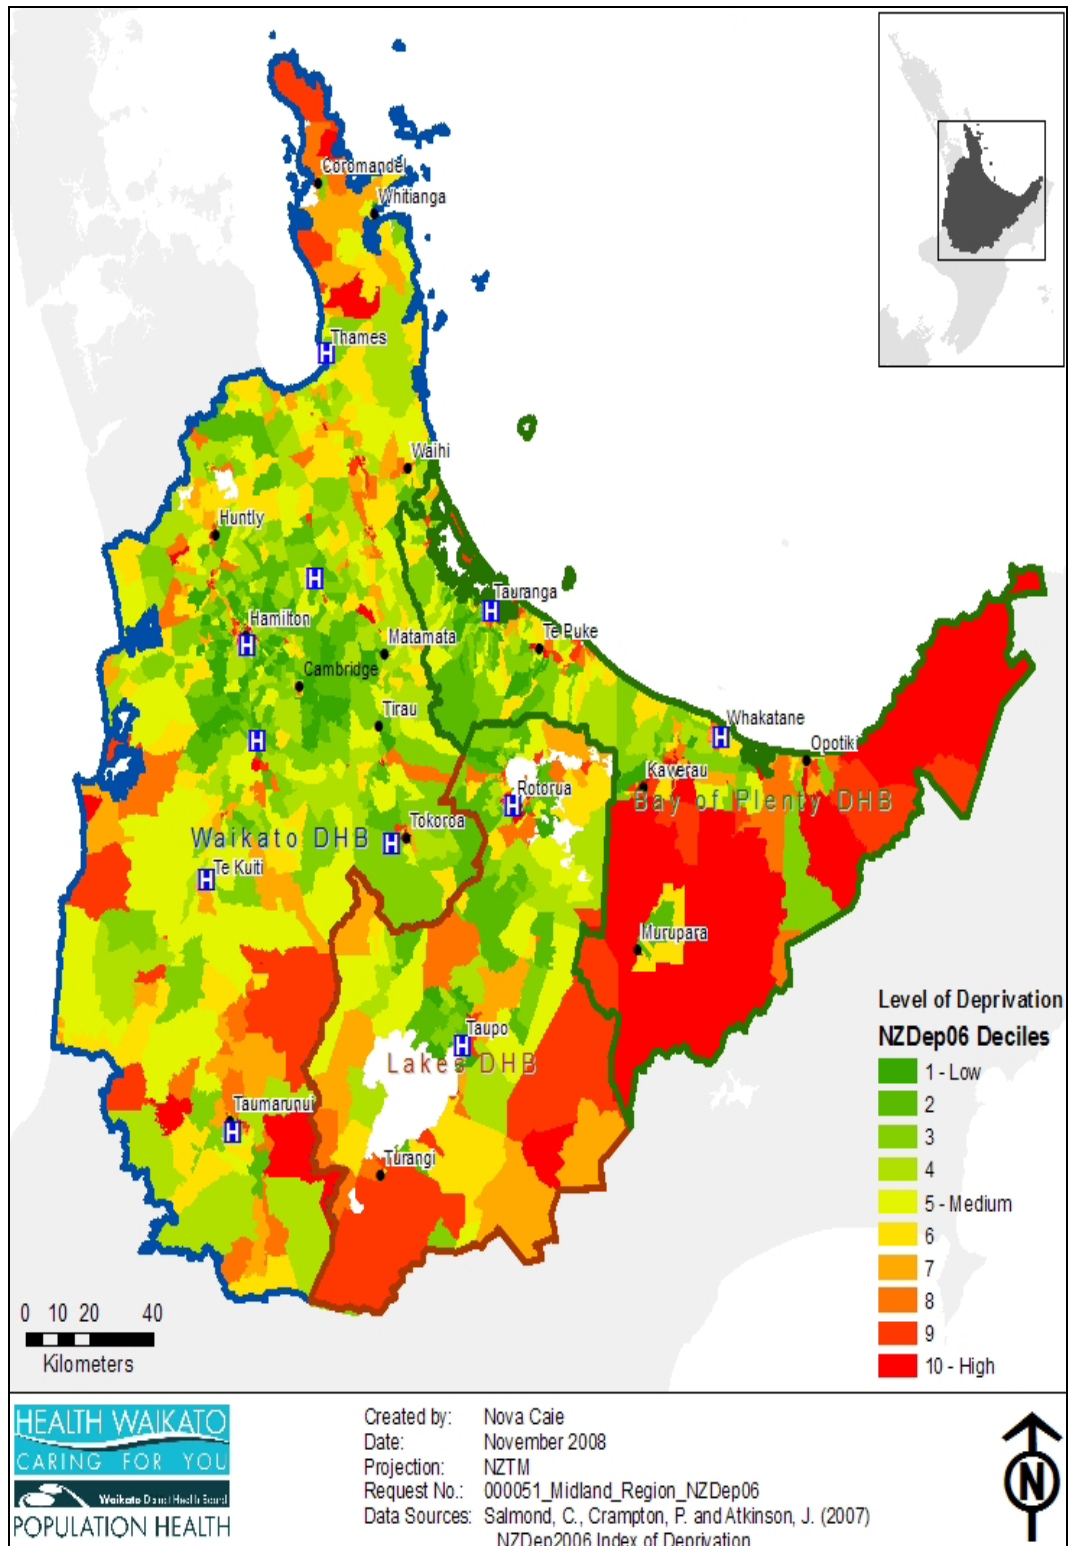 Coromandel
Whitianga
Thames
H
Waihi
Huntly
H
Tauranga
H
Hamilton
H
Te Puke
Matamata
Cambridge
Tirau
Whakatane
H
H
Opotiki
Kawerau
Rotorua
H
Bay of Plenty DHB
Tokoroa
H
Waikato DHB
Te Kuiti
H
Murupara
Taupo
H
Lakes DHB
Taumarunui
H
Turangi
Level of Deprivation
NZDep06 Deciles
1 - Low
2
3
4
5 - Medium
6
7
8
9
10 - High
0 10 20 40
Kilometers
HEALTH WAIKATO
CARING FOR YOU
Waikato District Health Board
POPULATION HEALTH
Created by: Nova Caie
Date: November 2008
Projection: NZTM
Request No.: 000051_Midland_Region_NZDep06
Data Sources: Salmond, C., Crampton, P. and Atkinson, J. (2007)
NZDep2006 Index of Deprivation
N